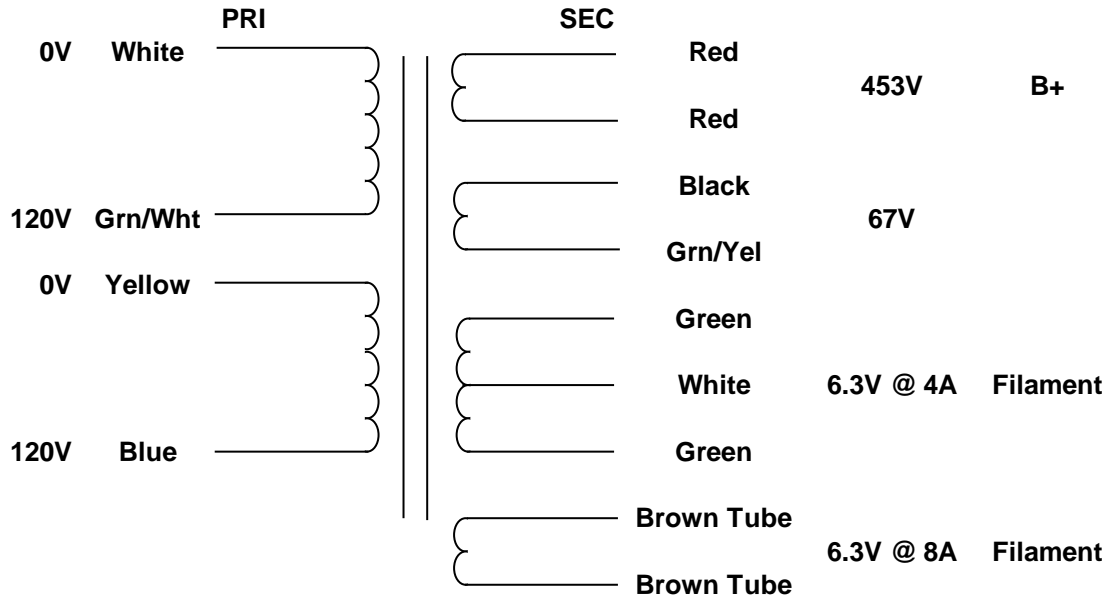 PRI SEC
0V White Red
453V B+
Red
Black
120V Grn/Wht 67V
Grn/Yel
0V Yellow
Green
White 6.3V @ 4A Filament
120V Blue Green
Brown Tube
6.3V @ 8A Filament
Brown Tube